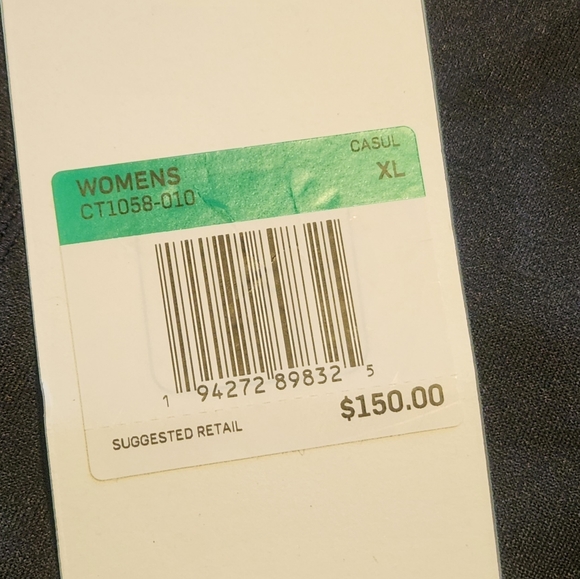 WOMENS CASUL
CT1058-010 XL
1 94272 89832 5
SUGGESTED RETAIL $150.00